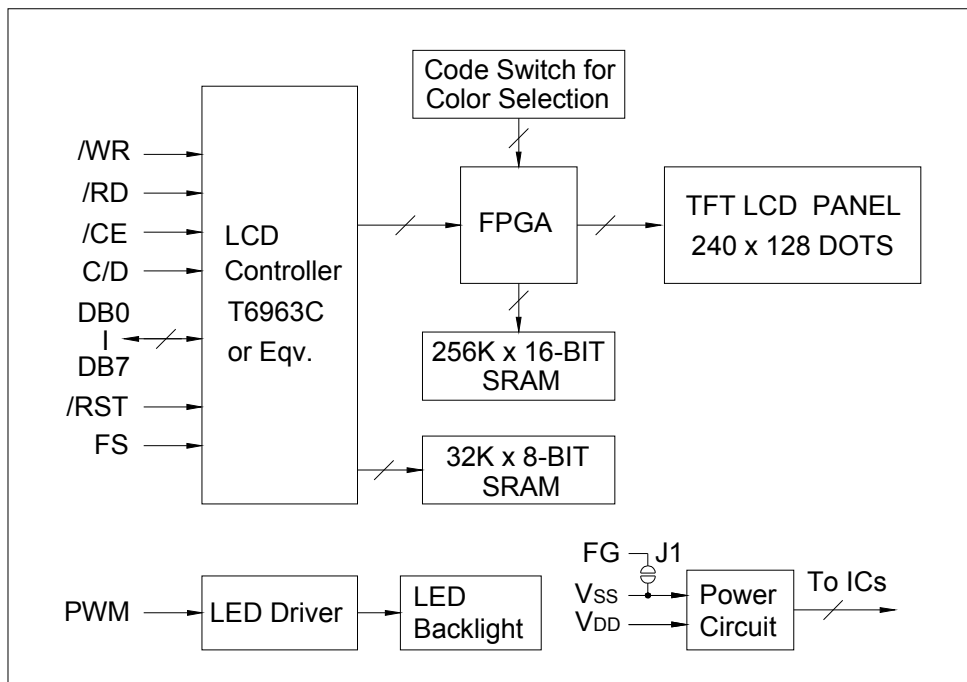 Code Switch for
Color Selection
/WR
/RD
/CE
C/D
DB0
I
DB7
/RST
FS
LCD
Controller
T6963C
or Eqv.
FPGA
TFT LCD PANEL
240 x 128 DOTS
256K x 16-BIT
SRAM
32K x 8-BIT
SRAM
PWM
LED Driver
LED
Backlight
FG
J1
VSS
VDD
Power
Circuit
To ICs